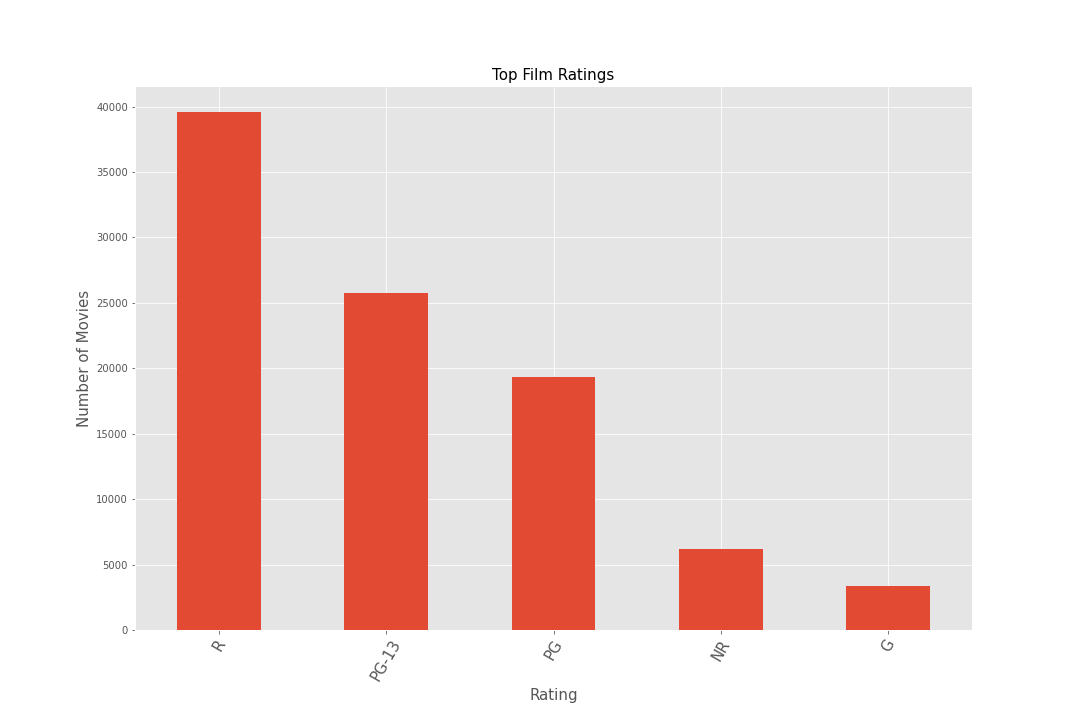 Top Film Ratings
Number of Movies
40000
35000
30000
25000
20000
15000
10000
5000
0
R
PG-13
PG
NR
G
Rating